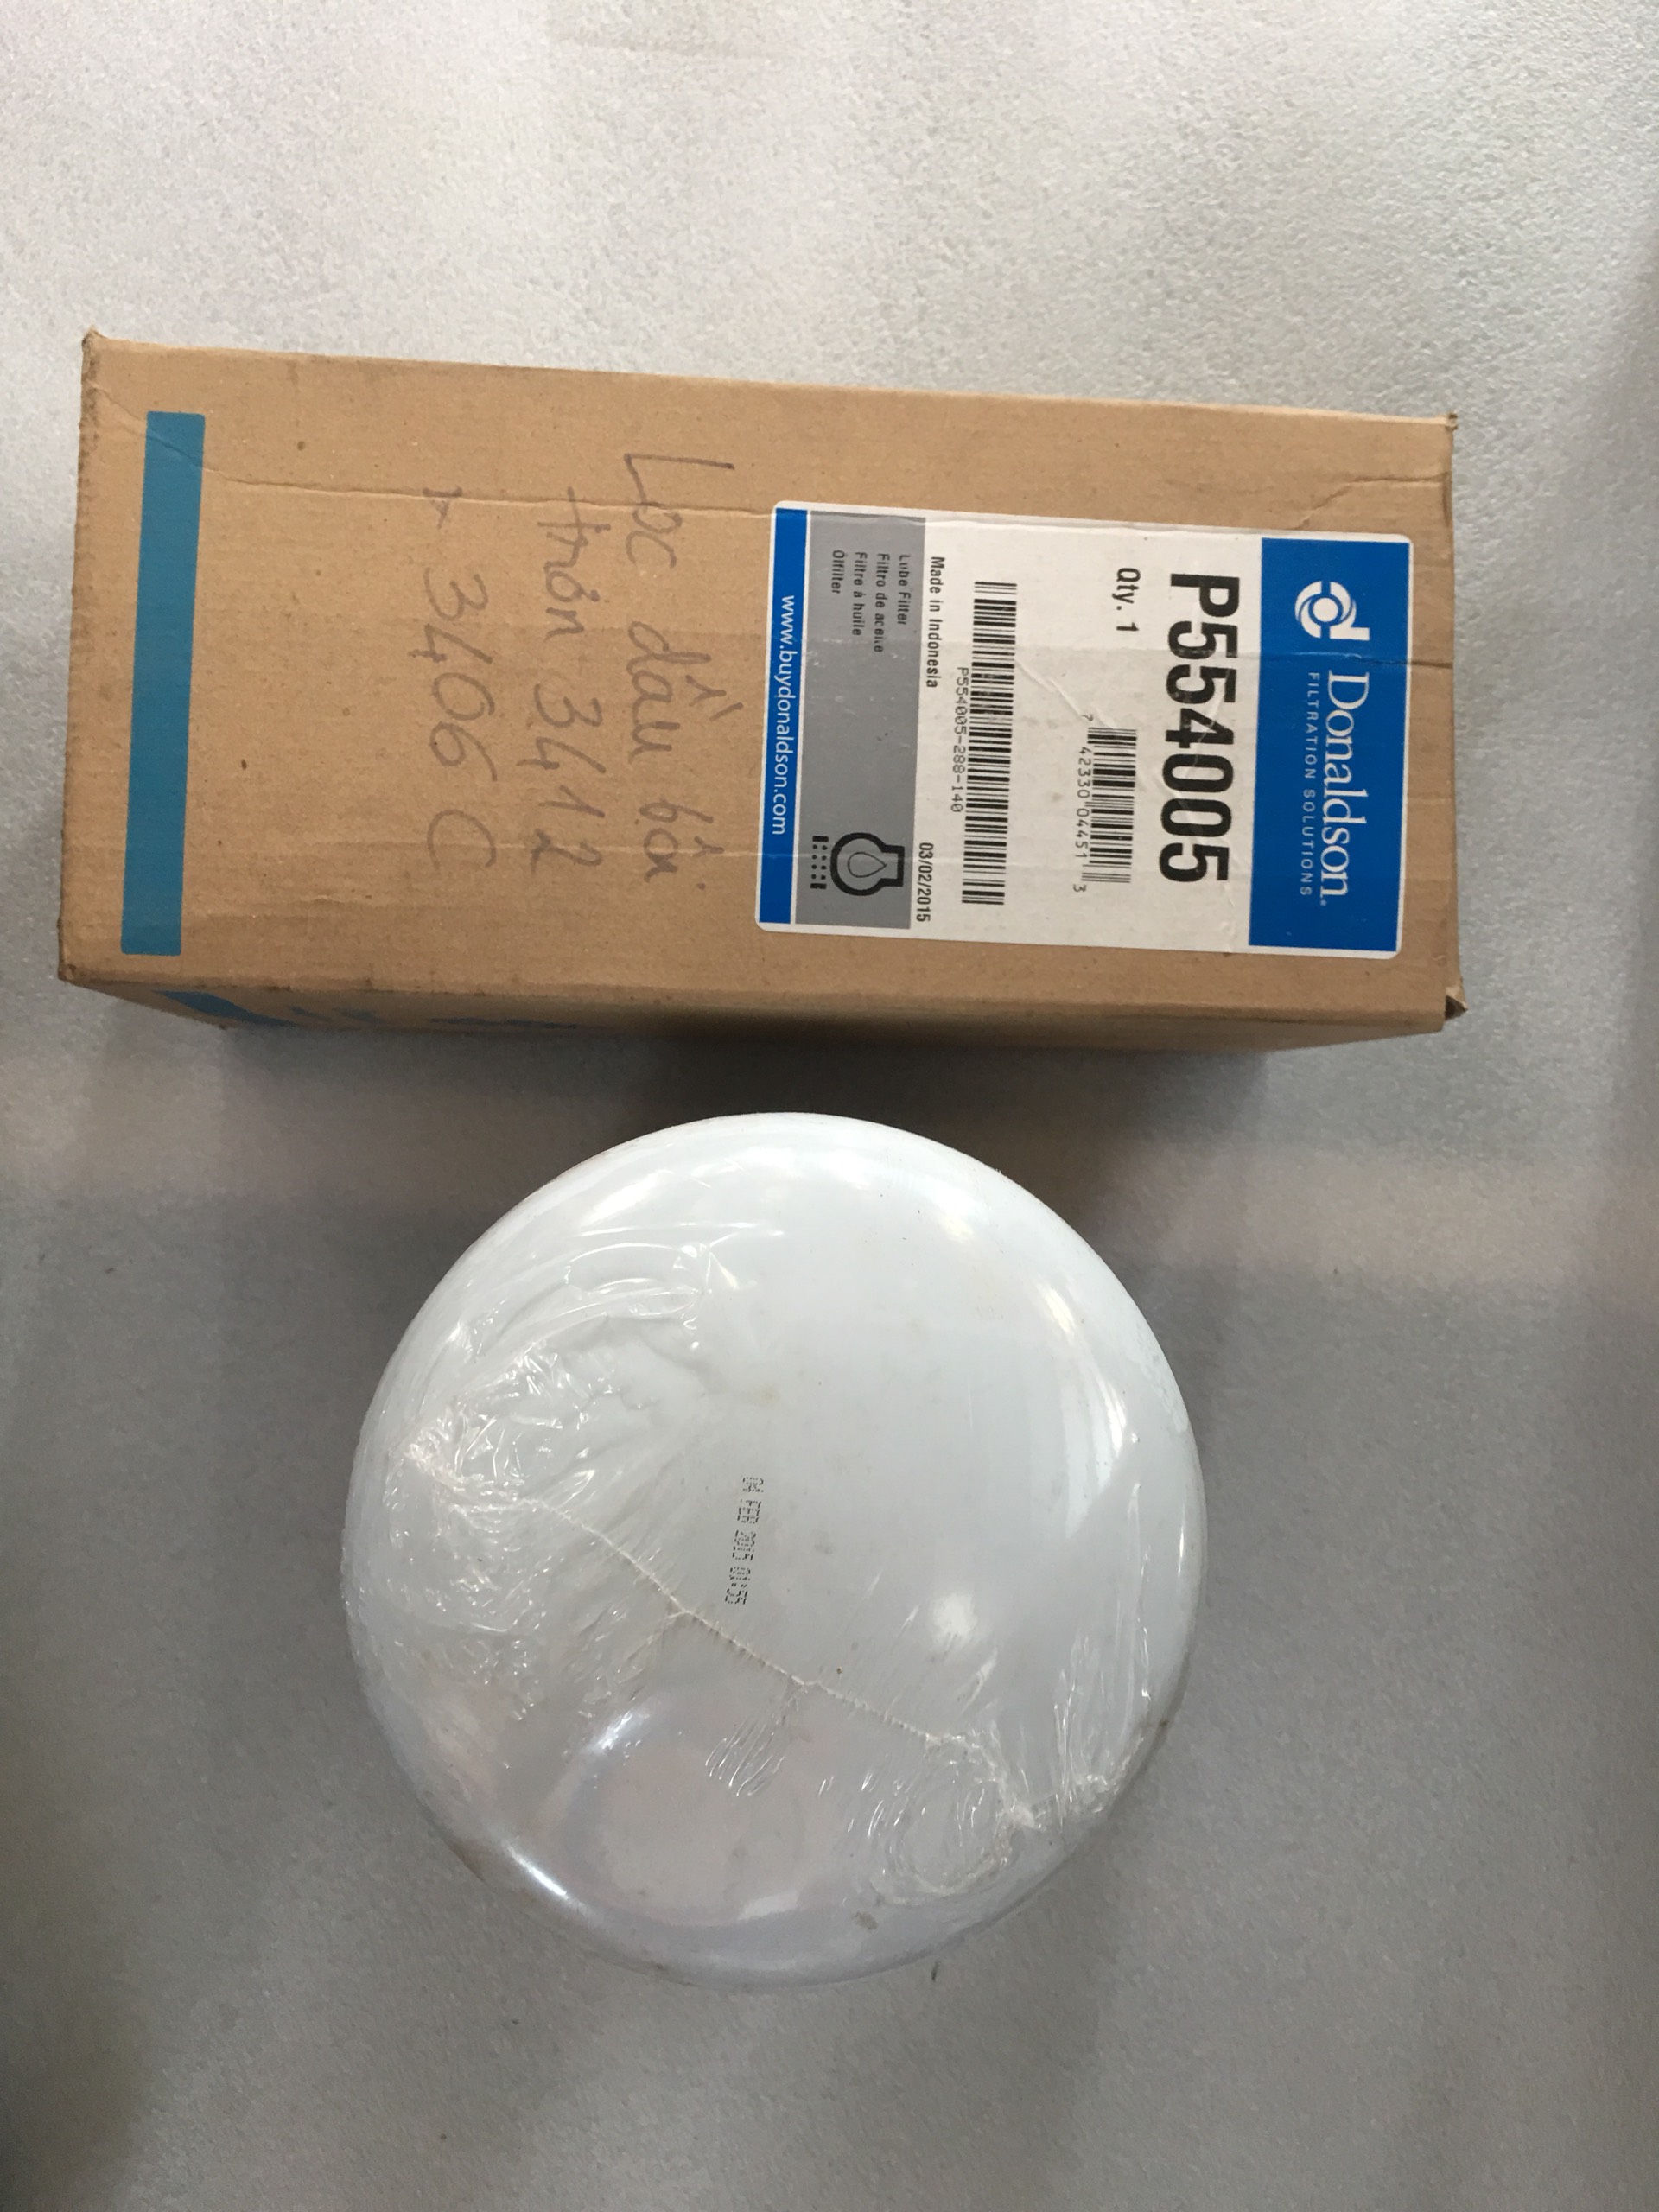 Donaldson®
FILTRATION SOLUTIONS
P554005
Qty. 1
7 42330 04451 3
P554005-288-140
Made in Indonesia
03/02/2015
Lube Filter
Filtro de aceite
Filtre à huile
Ölfilter
www.buydonaldson.com
Lọc dầu bôi
trơn 3412
+ 3406 C
04 FEB 2015 01:55